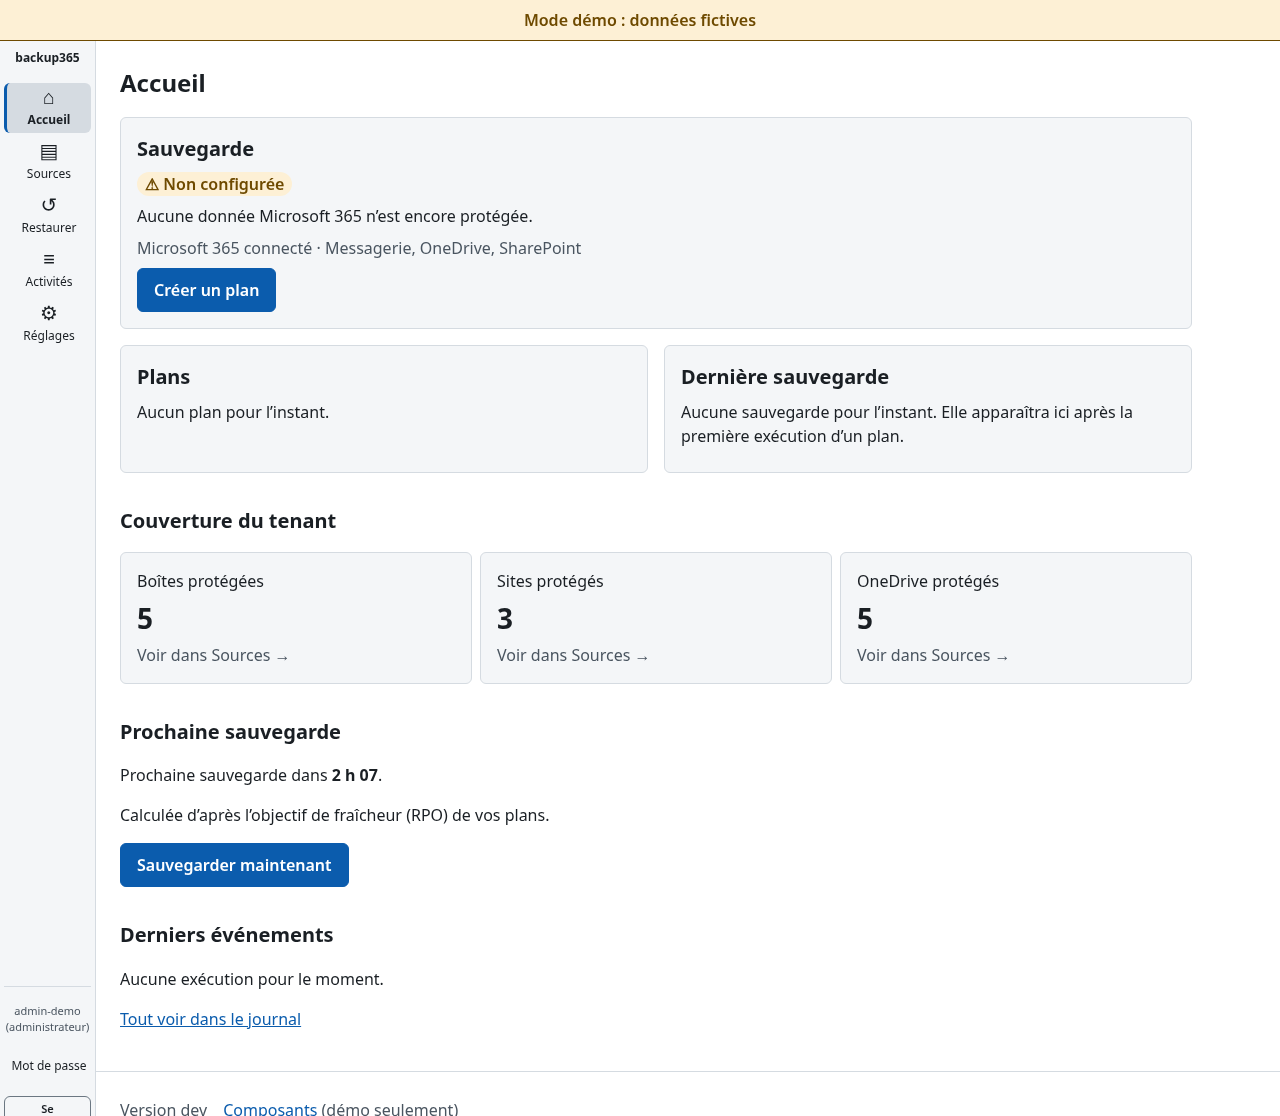 Mode démo : données fictives
backup365
Accueil
Sources
Restaurer
Activités
Réglages
admin-demo
(administrateur)
Mot de passe
Se
Accueil
Sauvegarde
⚠ Non configurée
Aucune donnée Microsoft 365 n’est encore protégée.
Microsoft 365 connecté · Messagerie, OneDrive, SharePoint
Créer un plan
Plans
Aucun plan pour l’instant.
Dernière sauvegarde
Aucune sauvegarde pour l’instant. Elle apparaîtra ici après la
première exécution d’un plan.
Couverture du tenant
Boîtes protégées
5
Voir dans Sources →
Sites protégés
3
Voir dans Sources →
OneDrive protégés
5
Voir dans Sources →
Prochaine sauvegarde
Prochaine sauvegarde dans 2 h 07.
Calculée d’après l’objectif de fraîcheur (RPO) de vos plans.
Sauvegarder maintenant
Derniers événements
Aucune exécution pour le moment.
Tout voir dans le journal
Version dev Composants (démo seulement)